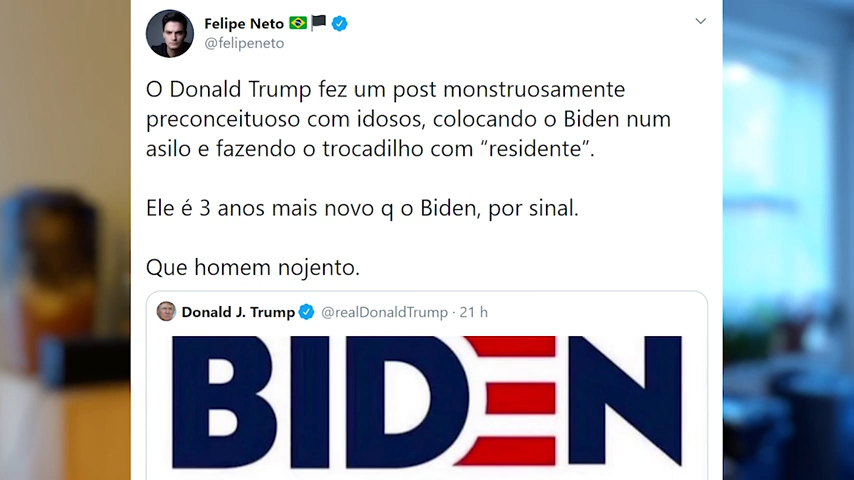 Felipe Neto 🇧🇷🏴
@felipeneto
O Donald Trump fez um post monstruosamente
preconceituoso com idosos, colocando o Biden num
asilo e fazendo o trocadilho com “residente”.
Ele é 3 anos mais novo q o Biden, por sinal.
Que homem nojento.
Donald J. Trump @realDonaldTrump · 21 h
BIDEN